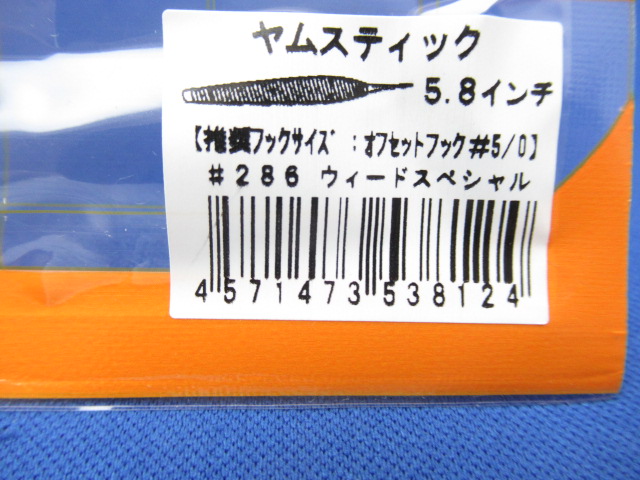 ヤムスティック
5.8インチ
【推奨フックサイズ:オフセットフック#5/0】
#286 ウィードスペシャル
4571473538124